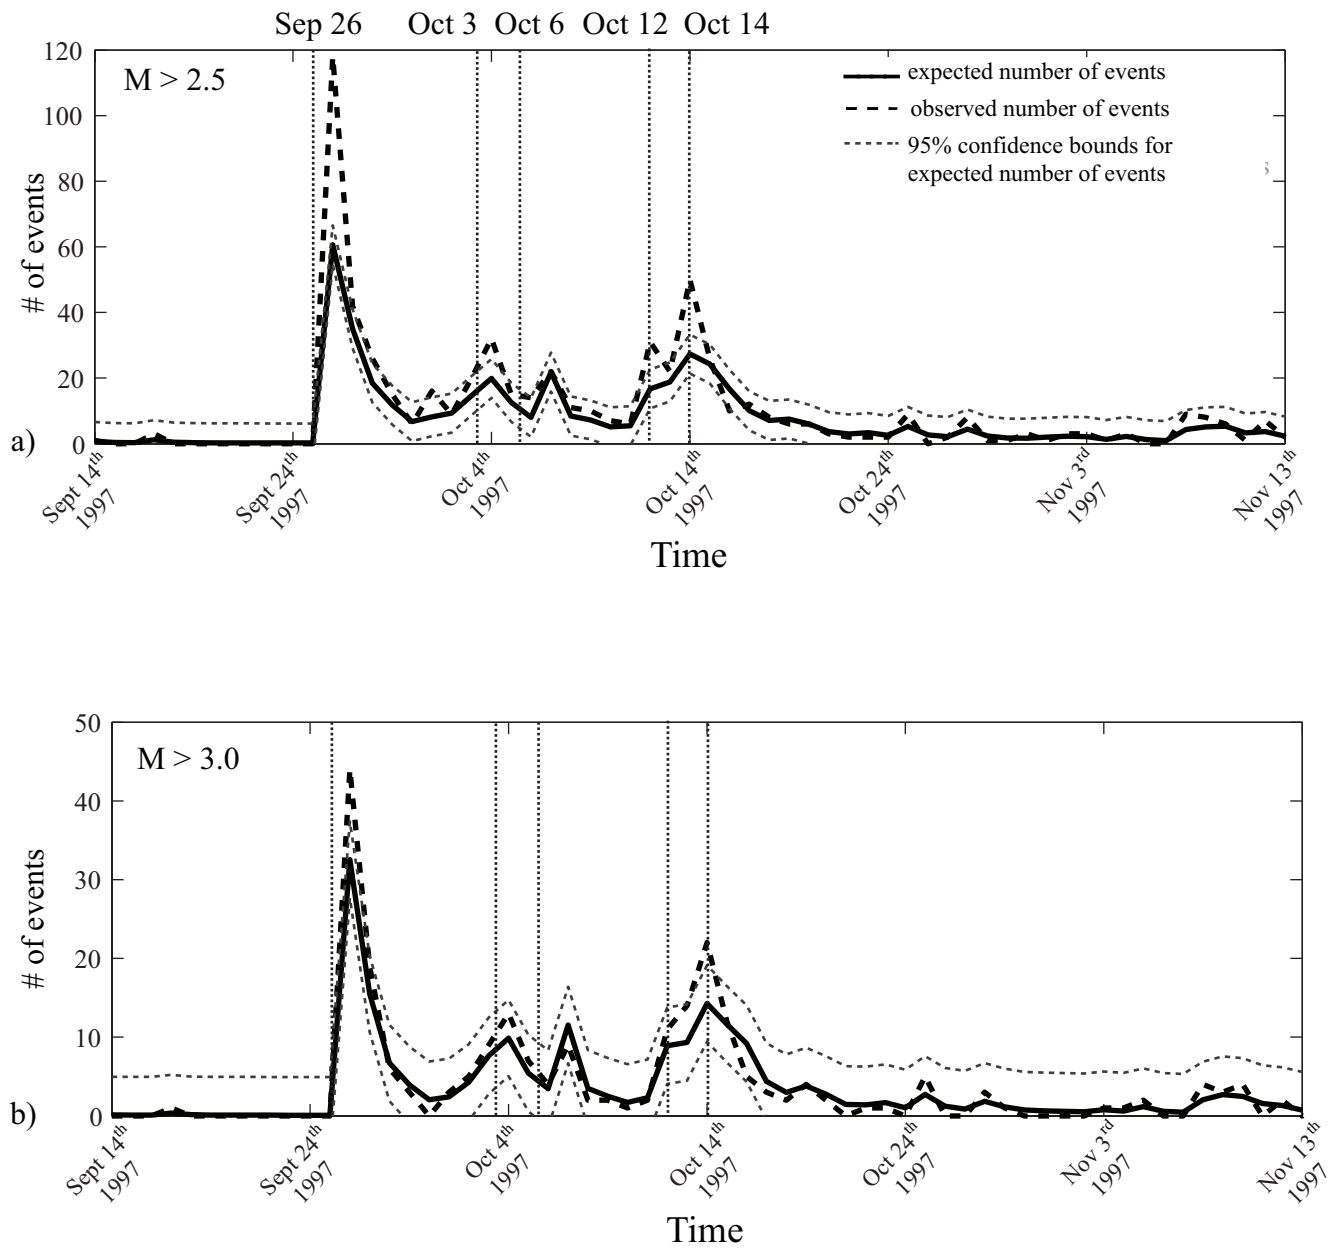 Sep 26 Oct 3 Oct 6 Oct 12 Oct 14
M > 2.5
expected number of events
observed number of events
95% confidence bounds for
expected number of events
s
120
100
80
60
40
20
0
# of events
a)
Sept 14th 1997
Sept 24th 1997
Oct 4th 1997
Oct 14th 1997
Oct 24th 1997
Nov 3rd 1997
Nov 13th 1997
Time
M > 3.0
50
40
30
20
10
0
# of events
b)
Sept 14th 1997
Sept 24th 1997
Oct 4th 1997
Oct 14th 1997
Oct 24th 1997
Nov 3rd 1997
Nov 13th 1997
Time